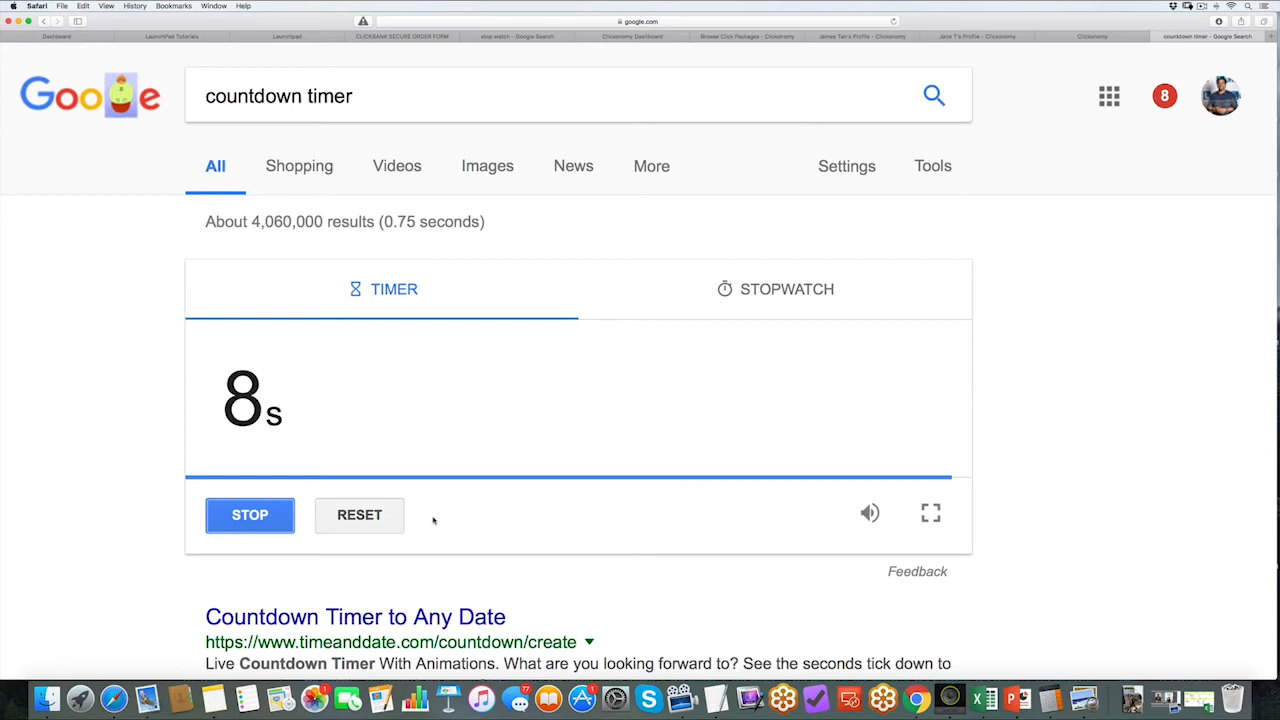 Safari File Edit View History Bookmarks Window Help
google.com
Dashboard LaunchPad Tutorials Launchpad CLICKBANK SECURE ORDER FORM stop watch - Google Search Clickonomy Dashboard Browse Click Packages - Clickonomy James Tan's Profile - Clickonomy Jace T's Profile - Clickonomy Clickonomy countdown timer - Google Search
Google countdown timer 8
All Shopping Videos Images News More Settings Tools
About 4,060,000 results (0.75 seconds)
TIMER STOPWATCH
8s
STOP RESET
Feedback
Countdown Timer to Any Date
https://www.timeanddate.com/countdown/create
Live Countdown Timer With Animations. What are you looking forward to? See the seconds tick down to